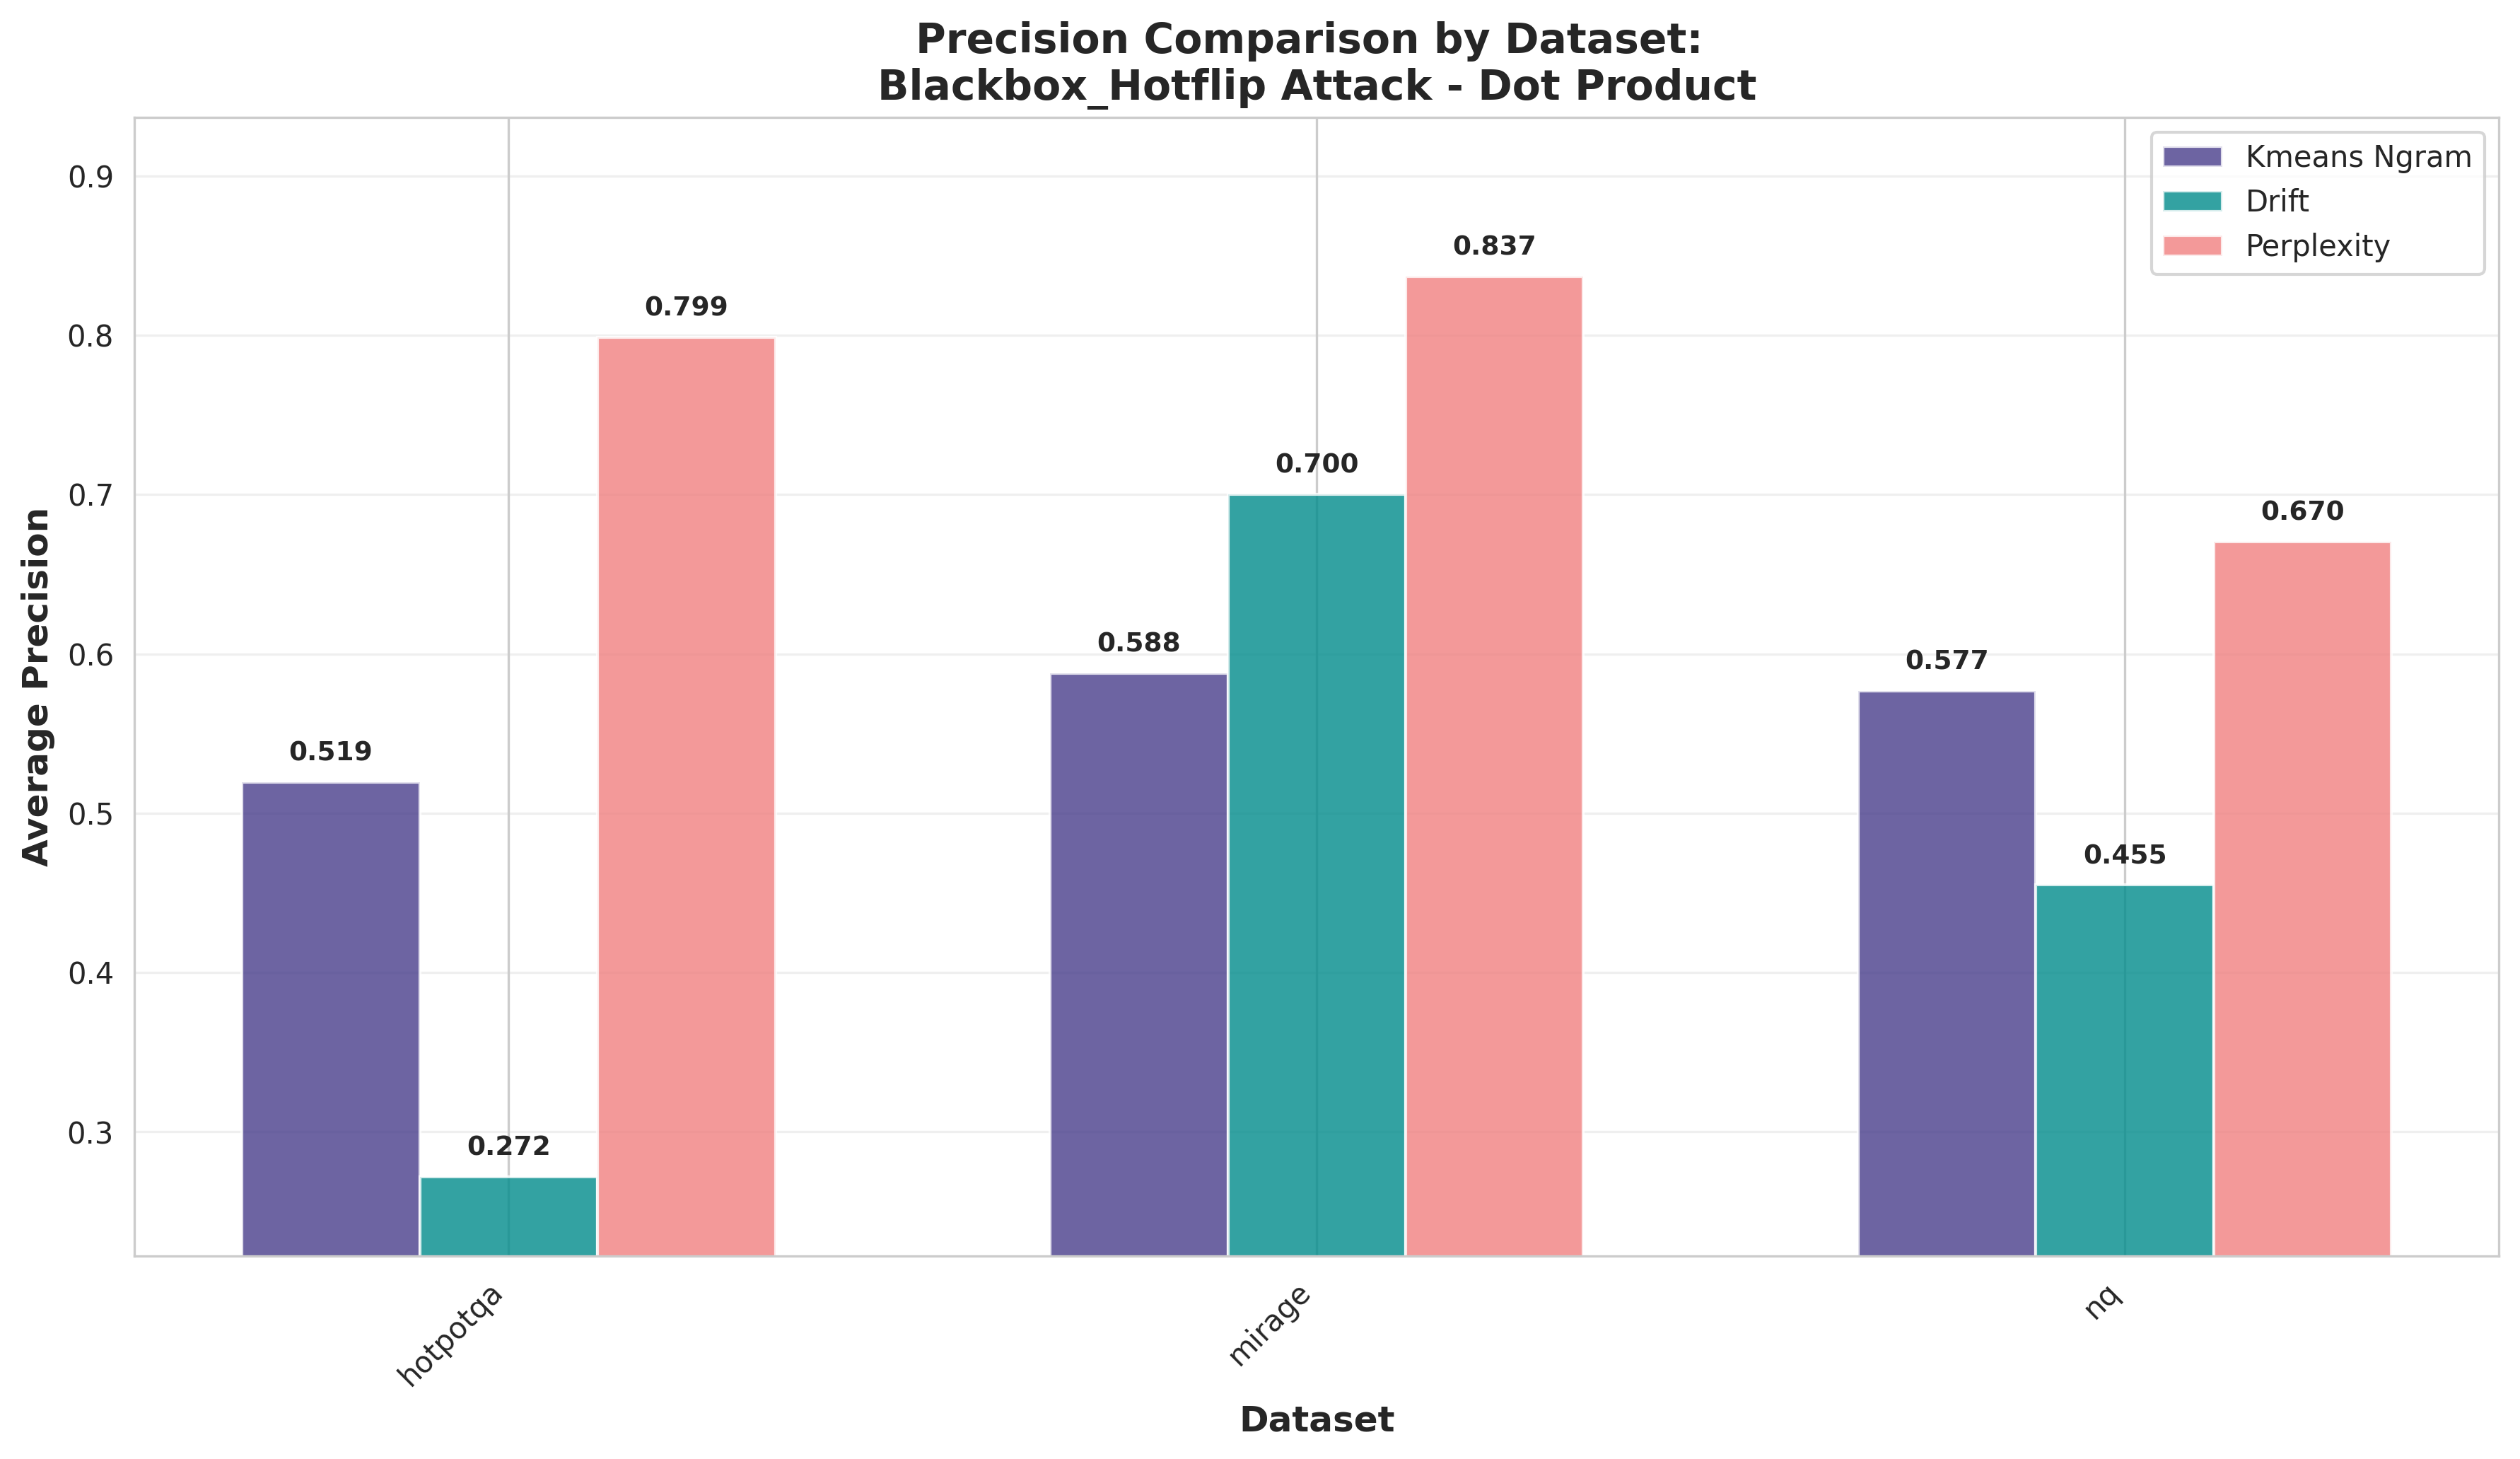 Precision Comparison by Dataset:
Blackbox_Hotflip Attack - Dot Product
Kmeans Ngram
Drift
Perplexity
Average Precision
0.9
0.8
0.7
0.6
0.5
0.4
0.3
0.519
0.272
0.799
0.588
0.700
0.837
0.577
0.455
0.670
hotpotqa
mirage
nq
Dataset